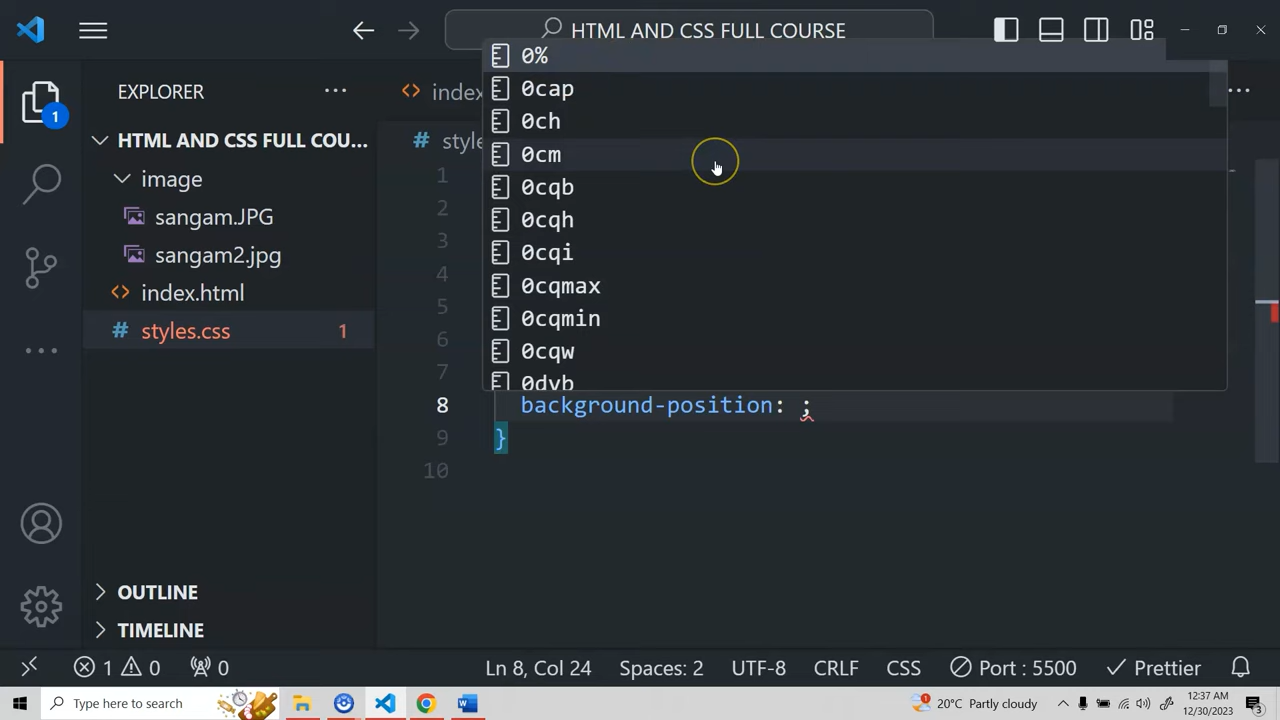 HTML AND CSS FULL COURSE
EXPLORER
HTML AND CSS FULL COU...
image
sangam.JPG
sangam2.jpg
index.html
styles.css 1
1
OUTLINE
TIMELINE
index
style
0%
0cap
0ch
0cm
0cqb
0cqh
0cqi
0cqmax
0cqmin
0cqw
0dvb
1
2
3
4
5
6
7
8 background-position: ;
9 }
10
1 0 0 Ln 8, Col 24 Spaces: 2 UTF-8 CRLF CSS Port : 5500 Prettier
Type here to search 1 20°C Partly cloudy 12:37 AM
12/30/2023 3